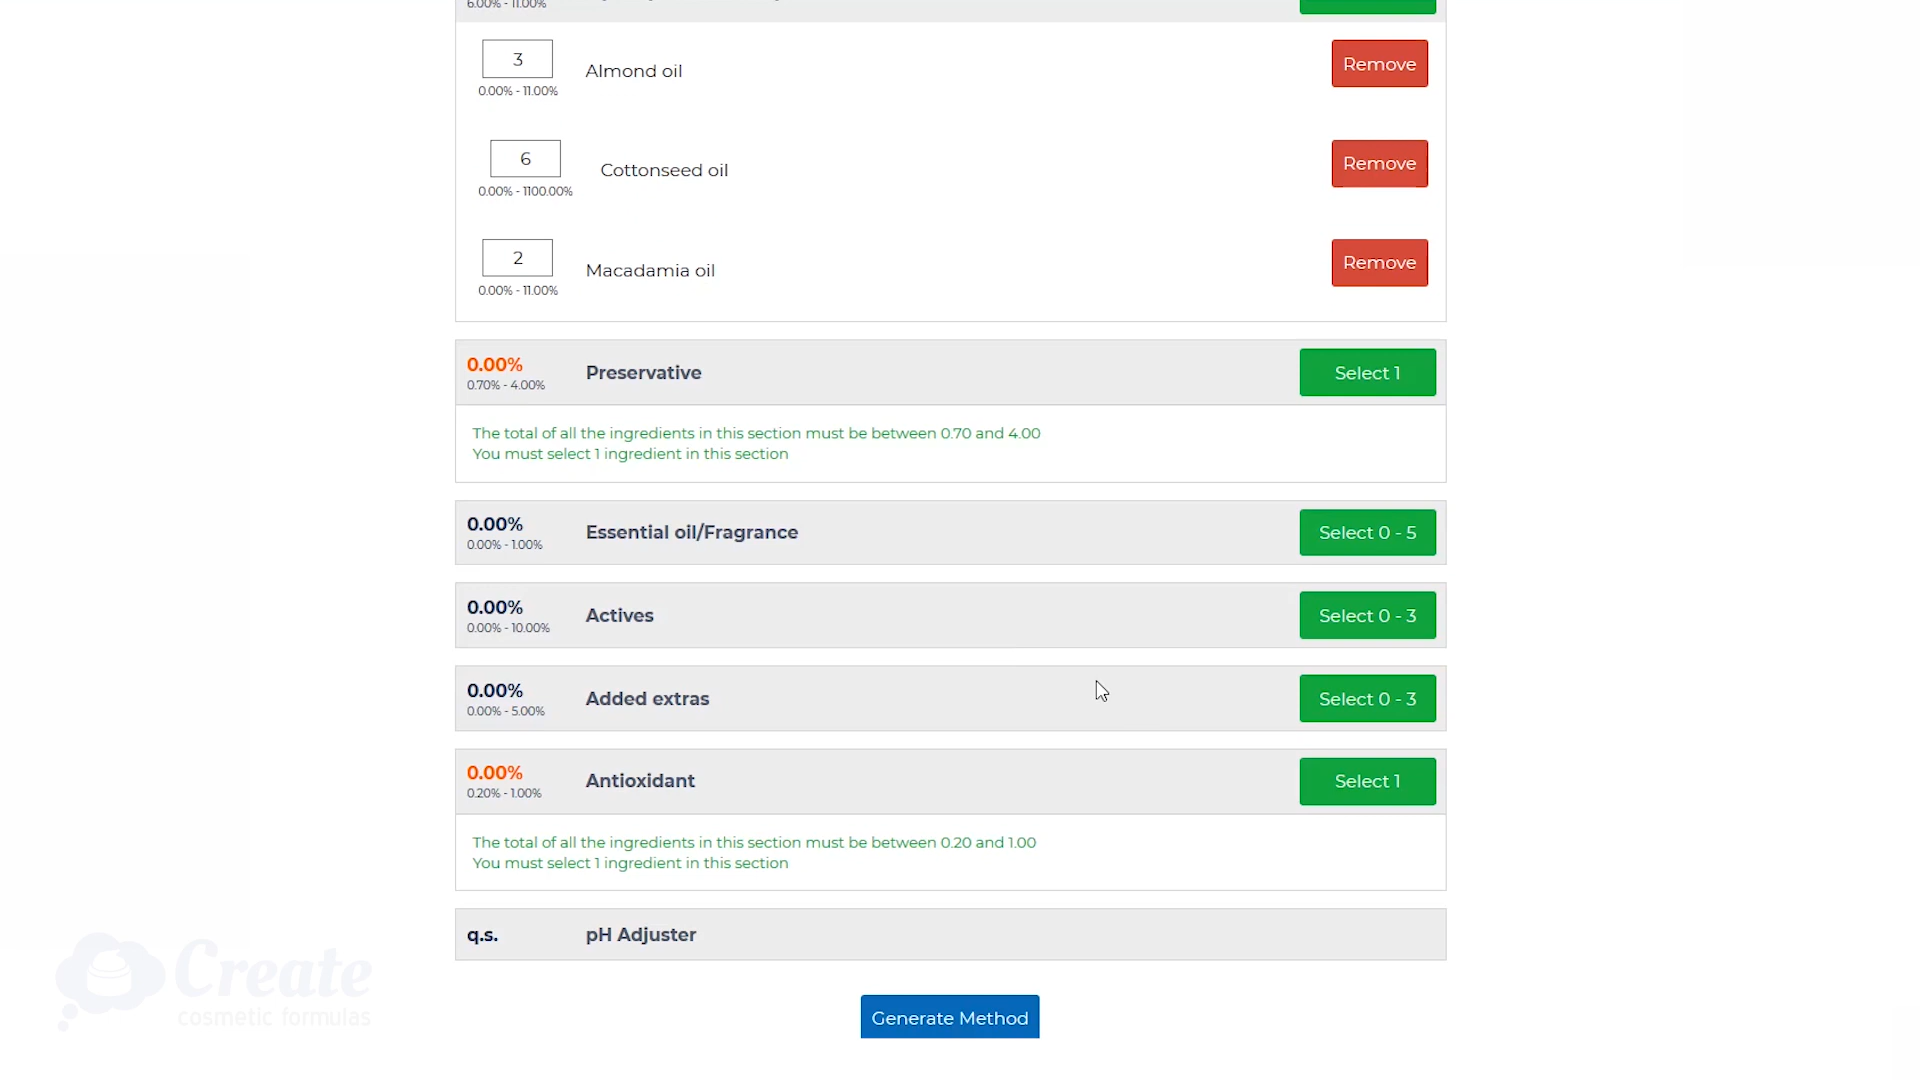 6.00% - 11.00%
3
Almond oil
Remove
0.00% - 11.00%
6
Cottonseed oil
Remove
0.00% - 1100.00%
2
Macadamia oil
Remove
0.00% - 11.00%
0.00%
Preservative
Select 1
0.70% - 4.00%
The total of all the ingredients in this section must be between 0.70 and 4.00
You must select 1 ingredient in this section
0.00%
Essential oil/Fragrance
Select 0 - 5
0.00% - 1.00%
0.00%
Actives
Select 0 - 3
0.00% - 10.00%
0.00%
Added extras
Select 0 - 3
0.00% - 5.00%
0.00%
Antioxidant
Select 1
0.20% - 1.00%
The total of all the ingredients in this section must be between 0.20 and 1.00
You must select 1 ingredient in this section
q.s.
pH Adjuster
Create
cosmetic formulas
Generate Method